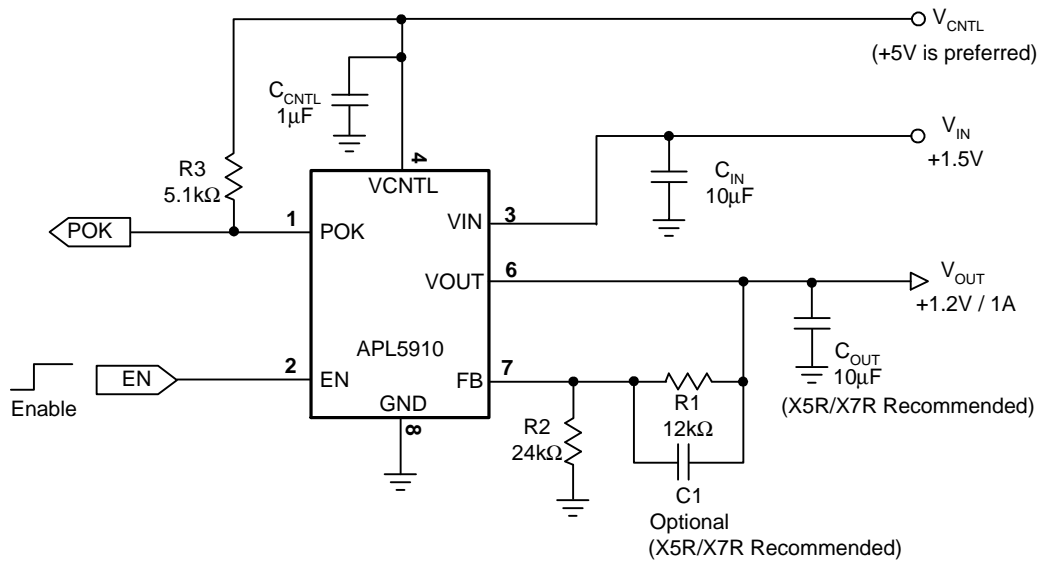 V_CNTL
(+5V is preferred)
C_CNTL
1μF
V_IN
+1.5V
R3
5.1kΩ
4
VCNTL
C_IN
10μF
POK
1
POK
VIN
3
VOUT
6
V_OUT
+1.2V / 1A
APL5910
C_OUT
10μF
(X5R/X7R Recommended)
Enable
EN
2
EN
FB
7
GND
8
R2
24kΩ
R1
12kΩ
C1
Optional
(X5R/X7R Recommended)